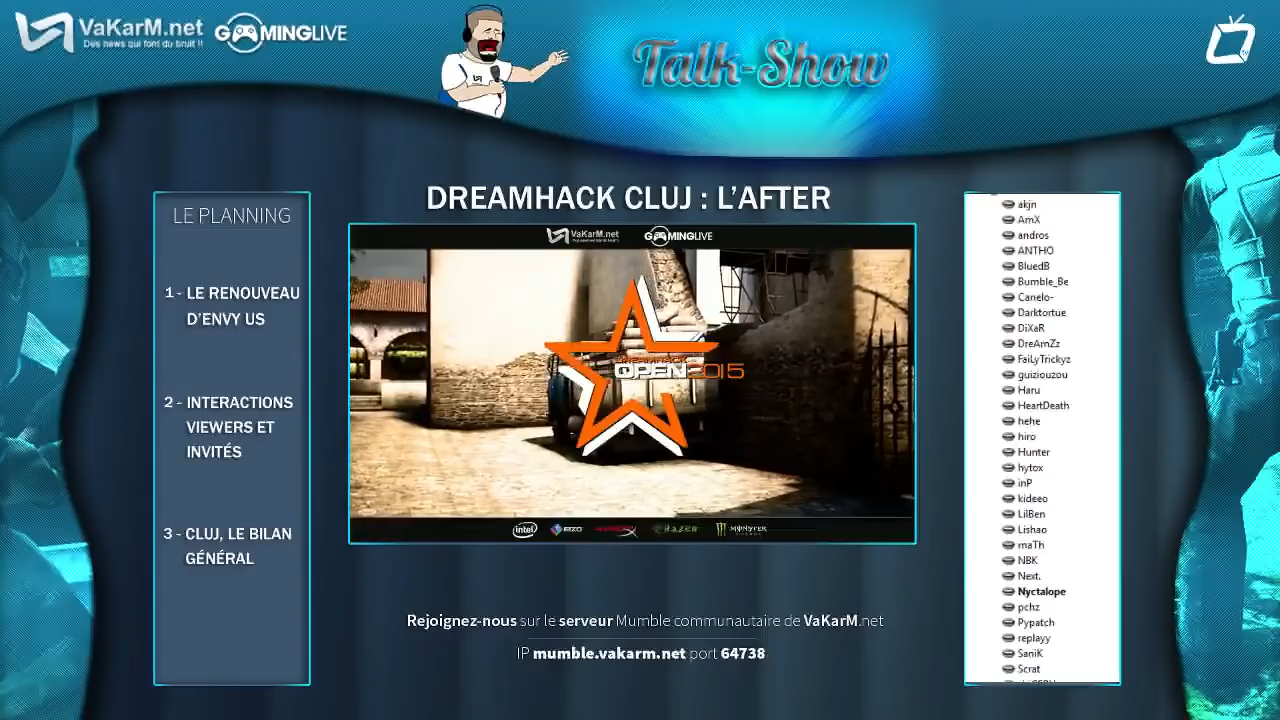 VaKarM.net
Des news qui font du bruit !!
GAMINGLIVE
Talk-Show
DREAMHACK CLUJ : L'AFTER
LE PLANNING
1 - LE RENOUVEAU
D'ENVY US
2 - INTERACTIONS
VIEWERS ET
INVITÉS
3 - CLUJ, LE BILAN
GÉNÉRAL
VaKarM.net
GAMINGLIVE
DREAMHACK
OPEN2015
intel
EIZO
HYPERX
RAZER
MONSTER
Rejoignez-nous sur le serveur Mumble communautaire de VaKarM.net
IP mumble.vakarm.net port 64738
akjn
AmX
andros
ANTHO
BluedB
Bumble_Be
Canelo-
Darktortue
DiXaR
DreAmZz
FaiLyTrickyz
guiziouzou
Haru
HeartDeath
hehe
hiro
Hunter
hytox
inP
kideeo
LilBen
Lishao
maTh
NBK
Next.
Nyctalope
pchz
Pypatch
replayy
SaniK
Scrat